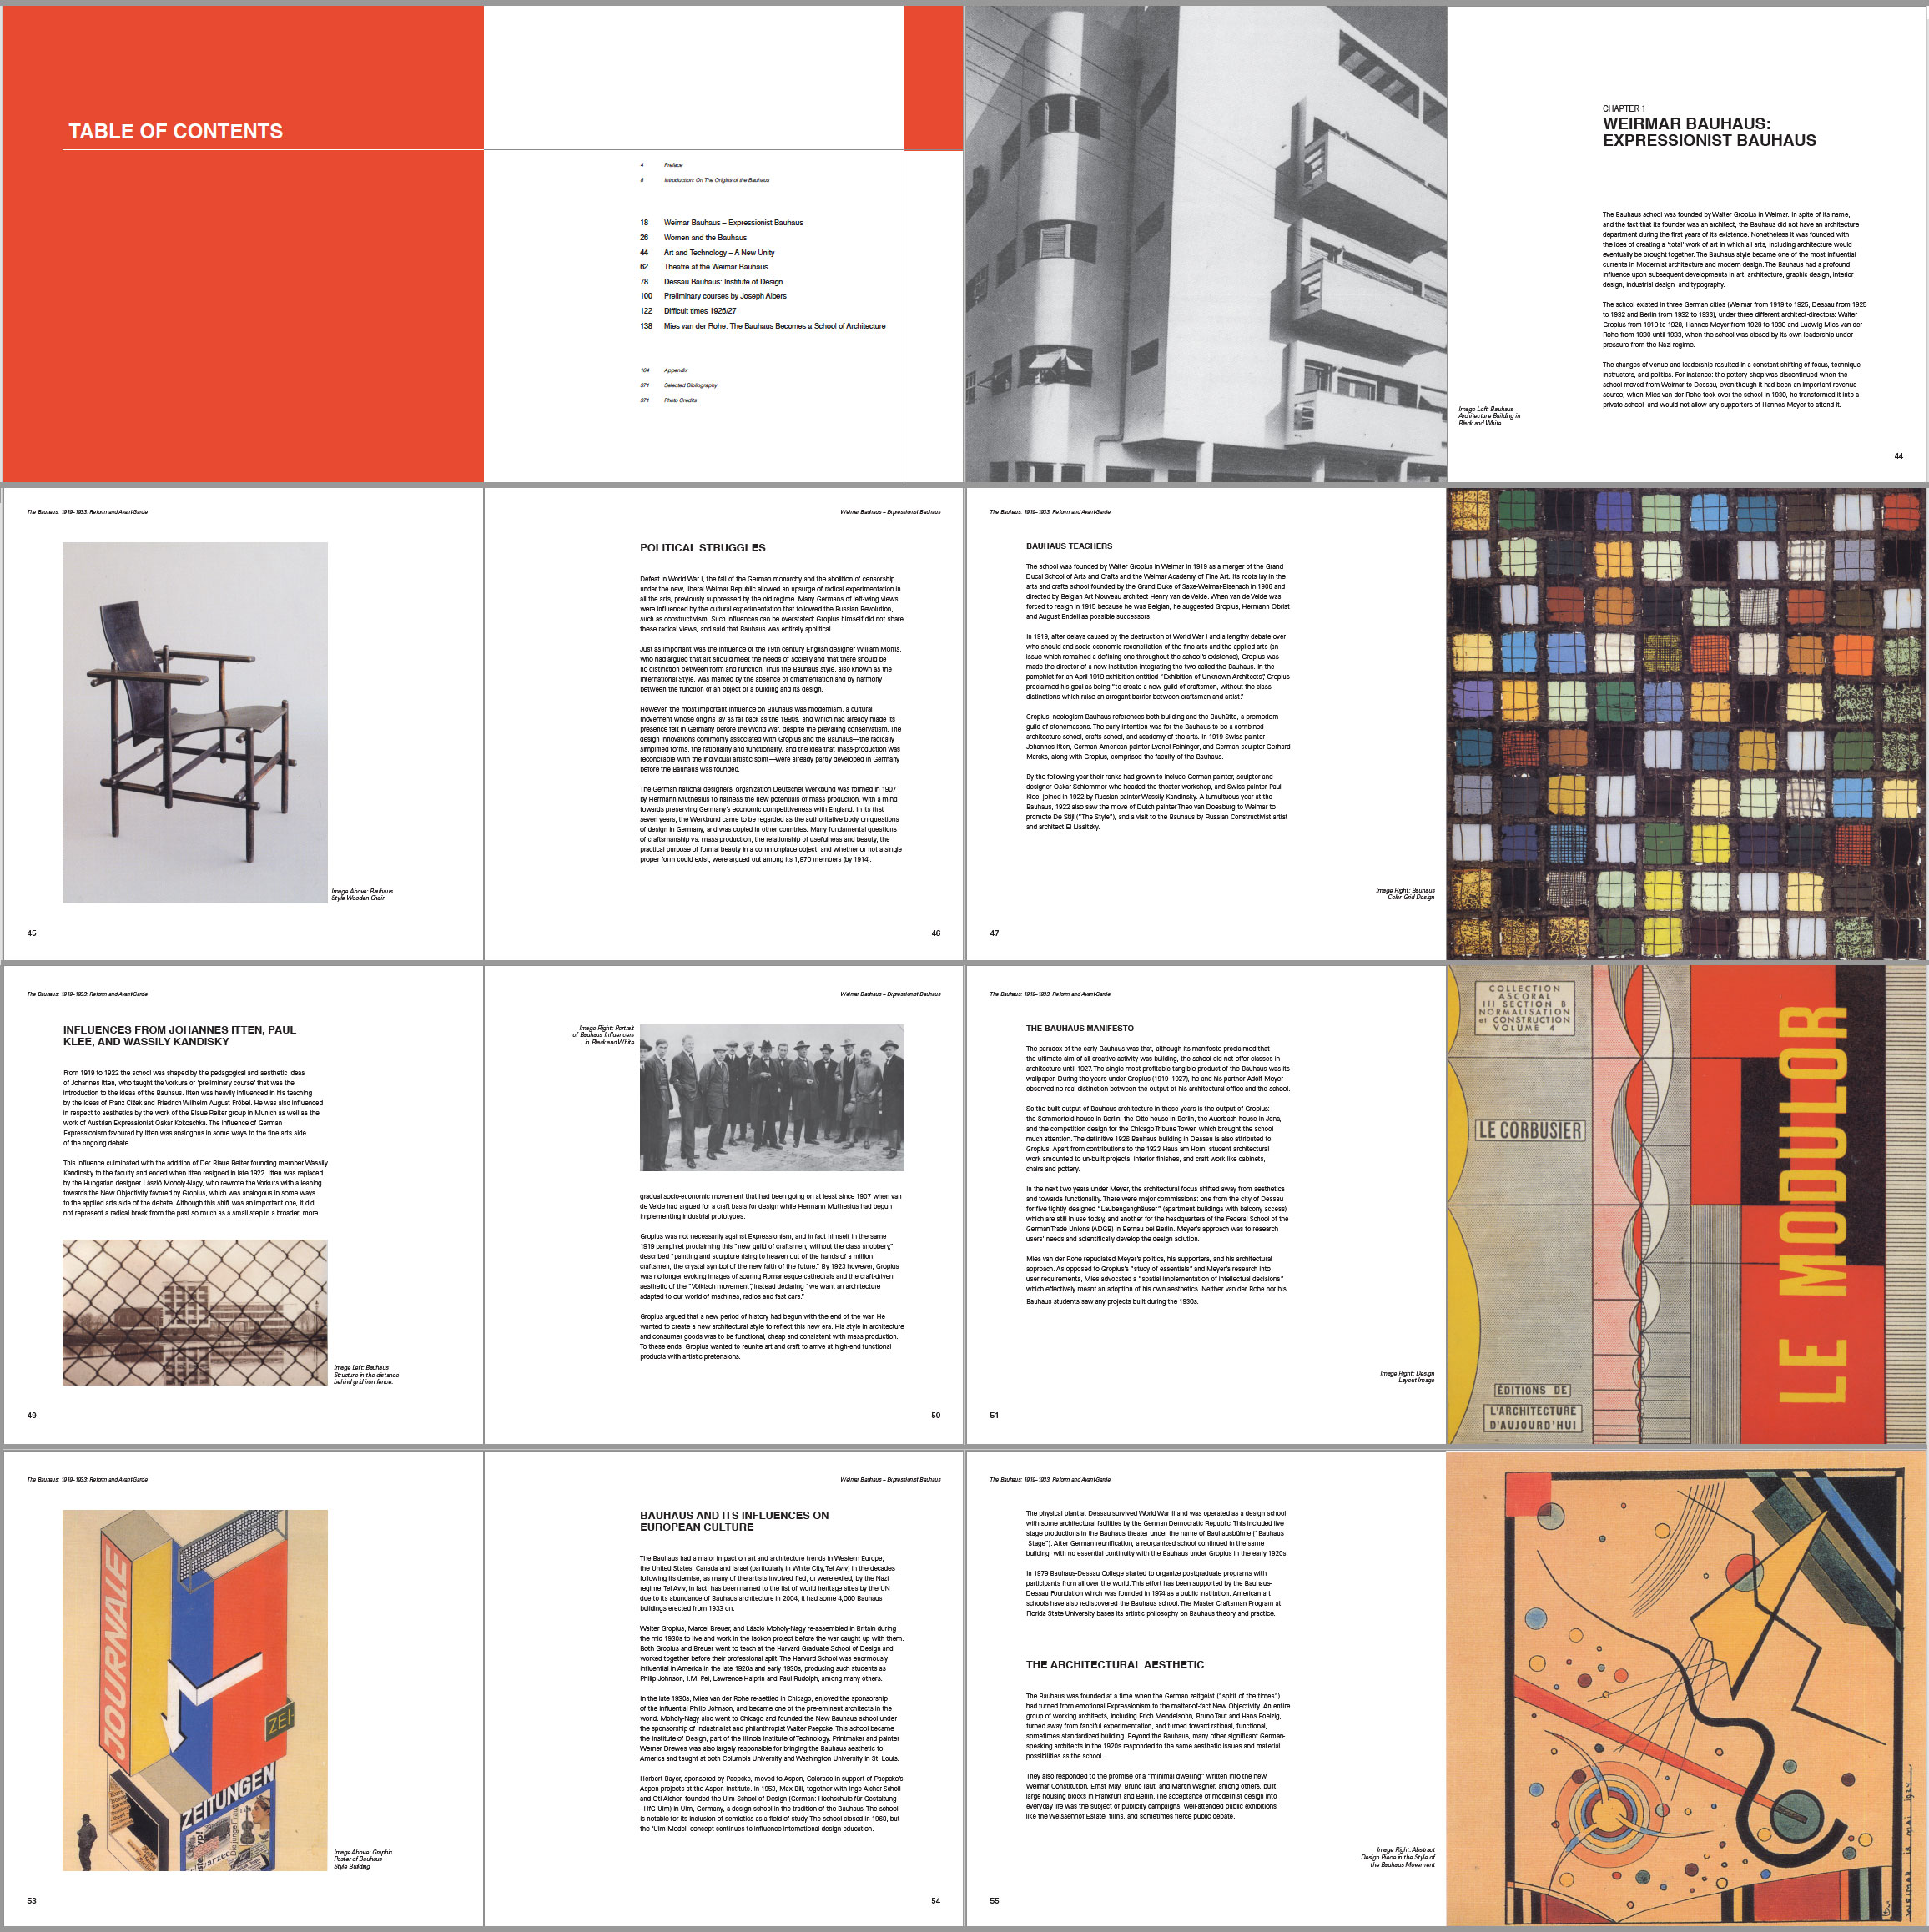 TABLE OF CONTENTS
4 Preface
8 Introduction: On The Origins of the Bauhaus
18 Weimar Bauhaus – Expressionist Bauhaus
26 Women and the Bauhaus
44 Art and Technology – A New Unity
62 Theatre at the Weimar Bauhaus
78 Dessau Bauhaus: Institute of Design
100 Preliminary courses by Joseph Albers
122 Difficult times 1926/27
138 Mies van der Rohe: The Bauhaus Becomes a School of Architecture
164 Appendix
371 Selected Bibliography
371 Photo Credits
CHAPTER 1
WEIRMAR BAUHAUS:
EXPRESSIONIST BAUHAUS
The Bauhaus school was founded by Walter Gropius in Weimar. In spite of its name,
and the fact that its founder was an architect, the Bauhaus did not have an architecture
department during the first years of its existence. Nonetheless it was founded with
the idea of creating a 'total' work of art in which all arts, including architecture would
eventually be brought together. The Bauhaus style became one of the most influential
currents in Modernist architecture and modern design. The Bauhaus had a profound
influence upon subsequent developments in art, architecture, graphic design, interior
design, industrial design, and typography.
The school existed in three German cities (Weimar from 1919 to 1925, Dessau from 1925
to 1932 and Berlin from 1932 to 1933), under three different architect-directors: Walter
Gropius from 1919 to 1928, Hannes Meyer from 1928 to 1930 and Ludwig Mies van der
Rohe from 1930 until 1933, when the school was closed by its own leadership under
pressure from the Nazi regime.
The changes of venue and leadership resulted in a constant shifting of focus, technique,
instructors, and politics. For instance: the pottery shop was discontinued when the
school moved from Weimar to Dessau, even though it had been an important revenue
source; when Mies van der Rohe took over the school in 1930, he transformed it into a
private school, and would not allow any supporters of Hannes Meyer to attend it.
Image Left: Bauhaus
Architecture Building in
Black and White
44
The Bauhaus: 1919–1933: Reform and Avant-Garde
Image Above: Bauhaus
Style Wooden Chair
45
Weimar Bauhaus – Expressionist Bauhaus
POLITICAL STRUGGLES
Defeat in World War I, the fall of the German monarchy and the abolition of censorship
under the new, liberal Weimar Republic allowed an upsurge of radical experimentation in
all the arts, previously suppressed by the old regime. Many Germans of left-wing views
were influenced by the cultural experimentation that followed the Russian Revolution,
such as constructivism. Such influences can be overstated: Gropius himself did not share
these radical views, and said that Bauhaus was entirely apolitical.
Just as important was the influence of the 19th century English designer William Morris,
who had argued that art should meet the needs of society and that there should be
no distinction between form and function. Thus the Bauhaus style, also known as the
International Style, was marked by the absence of ornamentation and by harmony
between the function of an object or a building and its design.
However, the most important influence on Bauhaus was modernism, a cultural
movement whose origins lay as far back as the 1880s, and which had already made its
presence felt in Germany before the World War, despite the prevailing conservatism. The
design innovations commonly associated with Gropius and the Bauhaus—the radically
simplified forms, the rationality and functionality, and the idea that mass-production was
reconcilable with the individual artistic spirit—were already partly developed in Germany
before the Bauhaus was founded.
The German national designers' organization Deutscher Werkbund was formed in 1907
by Hermann Muthesius to harness the new potentials of mass production, with a mind
towards preserving Germany's economic competitiveness with England. In its first
seven years, the Werkbund came to be regarded as the authoritative body on questions
of design in Germany, and was copied in other countries. Many fundamental questions
of craftsmanship vs. mass production, the relationship of usefulness and beauty, the
practical purpose of formal beauty in a commonplace object, and whether or not a single
proper form could exist, were argued out among its 1,870 members (by 1914).
46
The Bauhaus: 1919–1933: Reform and Avant-Garde
BAUHAUS TEACHERS
The school was founded by Walter Gropius in Weimar in 1919 as a merger of the Grand
Ducal School of Arts and Crafts and the Weimar Academy of Fine Art. Its roots lay in the
arts and crafts school founded by the Grand Duke of Saxe-Weimar-Eisenach in 1906 and
directed by Belgian Art Nouveau architect Henry van de Velde. When van de Velde was
forced to resign in 1915 because he was Belgian, he suggested Gropius, Hermann Obrist
and August Endell as possible successors.
In 1919, after delays caused by the destruction of World War I and a lengthy debate over
who should and socio-economic reconciliation of the fine arts and the applied arts (an
issue which remained a defining one throughout the school's existence), Gropius was
made the director of a new institution integrating the two called the Bauhaus. In the
pamphlet for an April 1919 exhibition entitled "Exhibition of Unknown Architects", Gropius
proclaimed his goal as being "to create a new guild of craftsmen, without the class
distinctions which raise an arrogant barrier between craftsman and artist."
Gropius' neologism Bauhaus references both building and the Bauhütte, a premodern
guild of stonemasons. The early intention was for the Bauhaus to be a combined
architecture school, crafts school, and academy of the arts. In 1919 Swiss painter
Johannes Itten, German-American painter Lyonel Feininger, and German sculptor Gerhard
Marcks, along with Gropius, comprised the faculty of the Bauhaus.
By the following year their ranks had grown to include German painter, sculptor and
designer Oskar Schlemmer who headed the theater workshop, and Swiss painter Paul
Klee, joined in 1922 by Russian painter Wassily Kandinsky. A tumultuous year at the
Bauhaus, 1922 also saw the move of Dutch painter Theo van Doesburg to Weimar to
promote De Stijl ("The Style"), and a visit to the Bauhaus by Russian Constructivist artist
and architect El Lissitzky.
Image Right: Bauhaus
Color Grid Design
47
The Bauhaus: 1919–1933: Reform and Avant-Garde
INFLUENCES FROM JOHANNES ITTEN, PAUL
KLEE, AND WASSILY KANDISKY
From 1919 to 1922 the school was shaped by the pedagogical and aesthetic ideas
of Johannes Itten, who taught the Vorkurs or 'preliminary course' that was the
introduction to the ideas of the Bauhaus. Itten was heavily influenced in his teaching
by the ideas of Franz Cižek and Friedrich Wilhelm August Fröbel. He was also influenced
in respect to aesthetics by the work of the Blaue Reiter group in Munich as well as the
work of Austrian Expressionist Oskar Kokoschka. The influence of German
Expressionism favoured by Itten was analogous in some ways to the fine arts side
of the ongoing debate.
This influence culminated with the addition of Der Blaue Reiter founding member Wassily
Kandinsky to the faculty and ended when Itten resigned in late 1922. Itten was replaced
by the Hungarian designer László Moholy-Nagy, who rewrote the Vorkurs with a leaning
towards the New Objectivity favored by Gropius, which was analogous in some ways
to the applied arts side of the debate. Although this shift was an important one, it did
not represent a radical break from the past so much as a small step in a broader, more
Image Left: Bauhaus
Structure in the distance
behind grid iron fence.
49
Weimar Bauhaus – Expressionist Bauhaus
Image Right: Portrait
of Bauhaus Influencers
in Black and White
gradual socio-economic movement that had been going on at least since 1907 when van
de Velde had argued for a craft basis for design while Hermann Muthesius had begun
implementing industrial prototypes.
Gropius was not necessarily against Expressionism, and in fact himself in the same
1919 pamphlet proclaiming this "new guild of craftsmen, without the class snobbery,"
described "painting and sculpture rising to heaven out of the hands of a million
craftsmen, the crystal symbol of the new faith of the future." By 1923 however, Gropius
was no longer evoking images of soaring Romanesque cathedrals and the craft-driven
aesthetic of the "Völkisch movement", instead declaring "we want an architecture
adapted to our world of machines, radios and fast cars."
Gropius argued that a new period of history had begun with the end of the war. He
wanted to create a new architectural style to reflect this new era. His style in architecture
and consumer goods was to be functional, cheap and consistent with mass production.
To these ends, Gropius wanted to reunite art and craft to arrive at high-end functional
products with artistic pretensions.
50
The Bauhaus: 1919–1933: Reform and Avant-Garde
THE BAUHAUS MANIFESTO
The paradox of the early Bauhaus was that, although its manifesto proclaimed that
the ultimate aim of all creative activity was building, the school did not offer classes in
architecture until 1927. The single most profitable tangible product of the Bauhaus was its
wallpaper. During the years under Gropius (1919–1927), he and his partner Adolf Meyer
observed no real distinction between the output of his architectural office and the school.
So the built output of Bauhaus architecture in these years is the output of Gropius:
the Sommerfeld house in Berlin, the Otte house in Berlin, the Auerbach house in Jena,
and the competition design for the Chicago Tribune Tower, which brought the school
much attention. The definitive 1926 Bauhaus building in Dessau is also attributed to
Gropius. Apart from contributions to the 1923 Haus am Horn, student architectural
work amounted to un-built projects, interior finishes, and craft work like cabinets,
chairs and pottery.
In the next two years under Meyer, the architectural focus shifted away from aesthetics
and towards functionality. There were major commissions: one from the city of Dessau
for five tightly designed "Laubenganghäuser" (apartment buildings with balcony access),
which are still in use today, and another for the headquarters of the Federal School of the
German Trade Unions (ADGB) in Bernau bei Berlin. Meyer's approach was to research
users' needs and scientifically develop the design solution.
Mies van der Rohe repudiated Meyer's politics, his supporters, and his architectural
approach. As opposed to Gropius's "study of essentials", and Meyer's research into
user requirements, Mies advocated a "spatial implementation of intellectual decisions",
which effectively meant an adoption of his own aesthetics. Neither van der Rohe nor his
Bauhaus students saw any projects built during the 1930s.
Image Right: Design
Layout Image
51
COLLECTION
ASCORAL
III SECTION B
NORMALISATION
et CONSTRUCTION
VOLUME 4
LE CORBUSIER
LE MODULOR
ÉDITIONS DE
L'ARCHITECTURE
D'AUJOURD'HUI
The Bauhaus: 1919–1933: Reform and Avant-Garde
JOURNALE
ZEI
ZEITUNGEN
Image Above: Graphic
Poster of Bauhaus
Style Building
53
Weimar Bauhaus – Expressionist Bauhaus
BAUHAUS AND ITS INFLUENCES ON
EUROPEAN CULTURE
The Bauhaus had a major impact on art and architecture trends in Western Europe,
the United States, Canada and Israel (particularly in White City, Tel Aviv) in the decades
following its demise, as many of the artists involved fled, or were exiled, by the Nazi
regime. Tel Aviv, in fact, has been named to the list of world heritage sites by the UN
due to its abundance of Bauhaus architecture in 2004; it had some 4,000 Bauhaus
buildings erected from 1933 on.
Walter Gropius, Marcel Breuer, and László Moholy-Nagy re-assembled in Britain during
the mid 1930s to live and work in the Isokon project before the war caught up with them.
Both Gropius and Breuer went to teach at the Harvard Graduate School of Design and
worked together before their professional split. The Harvard School was enormously
influential in America in the late 1920s and early 1930s, producing such students as
Philip Johnson, I.M. Pei, Lawrence Halprin and Paul Rudolph, among many others.
In the late 1930s, Mies van der Rohe re-settled in Chicago, enjoyed the sponsorship
of the influential Philip Johnson, and became one of the pre-eminent architects in the
world. Moholy-Nagy also went to Chicago and founded the New Bauhaus school under
the sponsorship of industrialist and philanthropist Walter Paepcke. This school became
the Institute of Design, part of the Illinois Institute of Technology. Printmaker and painter
Werner Drewes was also largely responsible for bringing the Bauhaus aesthetic to
America and taught at both Columbia University and Washington University in St. Louis.
Herbert Bayer, sponsored by Paepcke, moved to Aspen, Colorado in support of Paepcke's
Aspen projects at the Aspen Institute. In 1953, Max Bill, together with Inge Aicher-Scholl
and Otl Aicher, founded the Ulm School of Design (German: Hochschule für Gestaltung
- HfG Ulm) in Ulm, Germany, a design school in the tradition of the Bauhaus. The school
is notable for its inclusion of semiotics as a field of study. The school closed in 1968, but
the 'Ulm Model' concept continues to influence international design education.
54
The Bauhaus: 1919–1933: Reform and Avant-Garde
The physical plant at Dessau survived World War II and was operated as a design school
with some architectural facilities by the German Democratic Republic. This included live
stage productions in the Bauhaus theater under the name of Bauhausbühne ("Bauhaus
Stage"). After German reunification, a reorganized school continued in the same
building, with no essential continuity with the Bauhaus under Gropius in the early 1920s.
In 1979 Bauhaus-Dessau College started to organize postgraduate programs with
participants from all over the world. This effort has been supported by the Bauhaus-
Dessau Foundation which was founded in 1974 as a public institution. American art
schools have also rediscovered the Bauhaus school. The Master Craftsman Program at
Florida State University bases its artistic philosophy on Bauhaus theory and practice.
THE ARCHITECTURAL AESTHETIC
The Bauhaus was founded at a time when the German zeitgeist ("spirit of the times")
had turned from emotional Expressionism to the matter-of-fact New Objectivity. An entire
group of working architects, including Erich Mendelsohn, Bruno Taut and Hans Poelzig,
turned away from fanciful experimentation, and turned toward rational, functional,
sometimes standardized building. Beyond the Bauhaus, many other significant German-
speaking architects in the 1920s responded to the same aesthetic issues and material
possibilities as the school.
They also responded to the promise of a "minimal dwelling" written into the new
Weimar Constitution. Ernst May, Bruno Taut, and Martin Wagner, among others, built
large housing blocks in Frankfurt and Berlin. The acceptance of modernist design into
everyday life was the subject of publicity campaigns, well-attended public exhibitions
like the Weissenhof Estate, films, and sometimes fierce public debate.
Image Right: Abstract
Design Piece in the Style of
the Bauhaus Movement
55